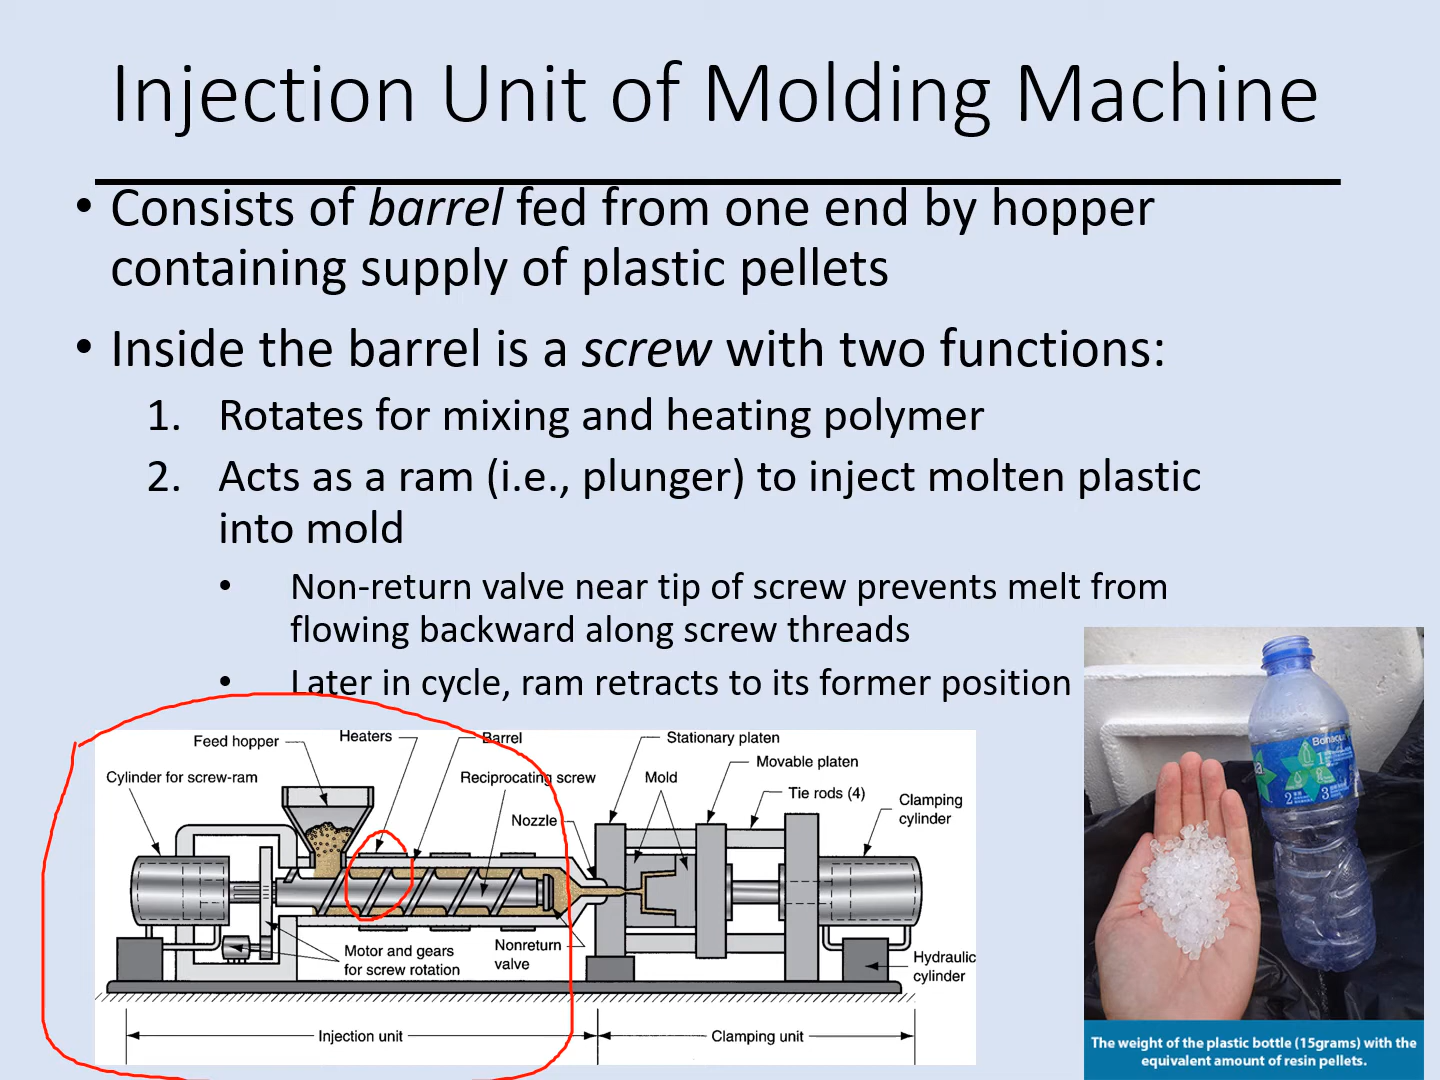 Injection Unit of Molding Machine
• Consists of barrel fed from one end by hopper
containing supply of plastic pellets
• Inside the barrel is a screw with two functions:
1. Rotates for mixing and heating polymer
2. Acts as a ram (i.e., plunger) to inject molten plastic
into mold
• Non-return valve near tip of screw prevents melt from
flowing backward along screw threads
• Later in cycle, ram retracts to its former position
Feed hopper
Heaters
Barrel
Cylinder for screw-ram
Reciprocating screw
Nozzle
Stationary platen
Movable platen
Mold
Tie rods (4)
Clamping
cylinder
Motor and gears
for screw rotation
Nonreturn
valve
Hydraulic
cylinder
Injection unit
Clamping unit
Bonaqua
1
2
3
The weight of the plastic bottle (15grams) with the
equivalent amount of resin pellets.